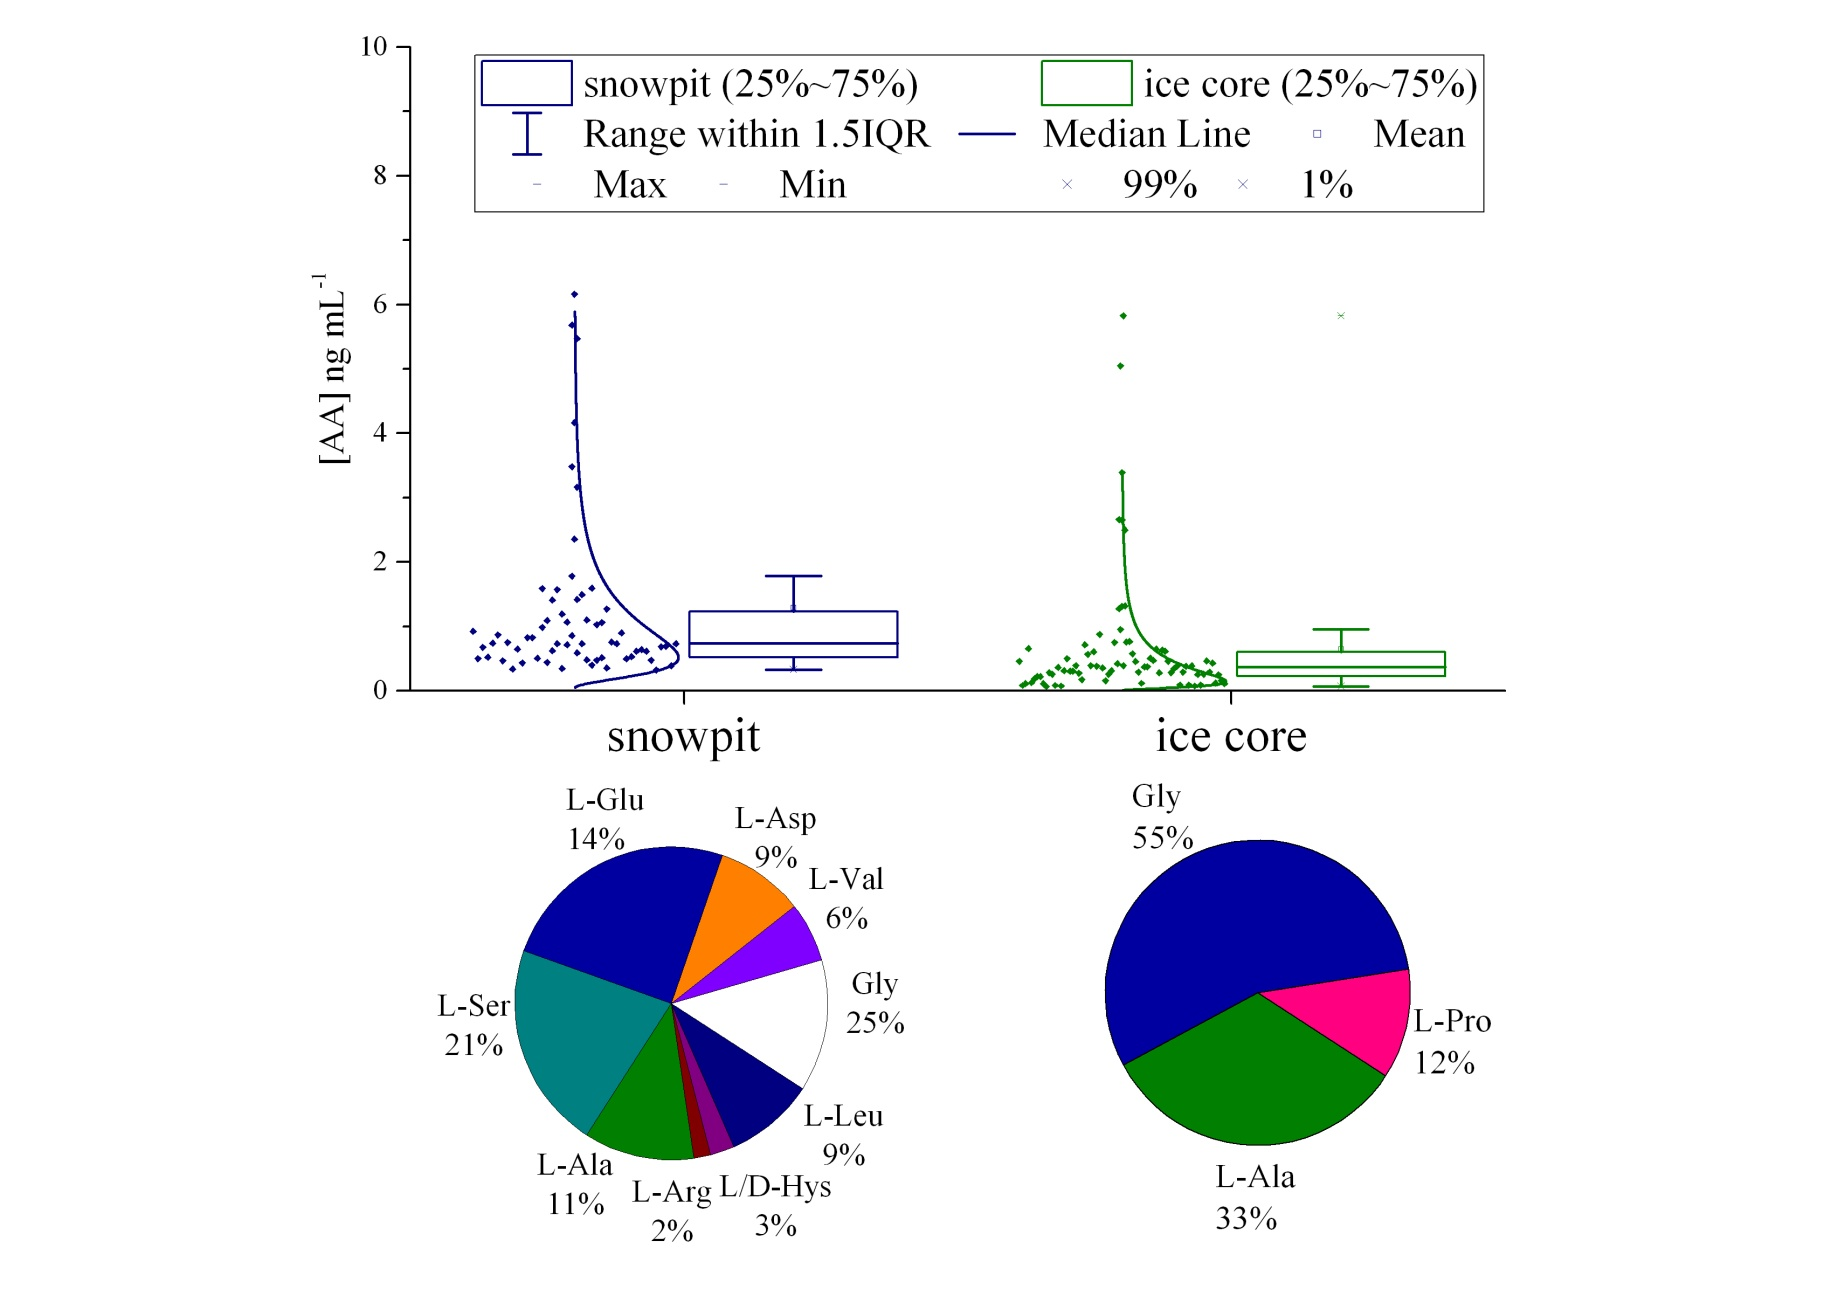 10
snowpit (25%~75%) ice core (25%~75%)
Range within 1.5IQR Median Line Mean
Max Min 99% 1%
8
6
4
2
0
[AA] ng mL-1
snowpit ice core
L-Glu
14%
L-Asp
9%
L-Val
6%
Gly
25%
L-Leu
9%
L/D-Hys
3%
L-Arg
2%
L-Ala
11%
L-Ser
21%
Gly
55%
L-Pro
12%
L-Ala
33%